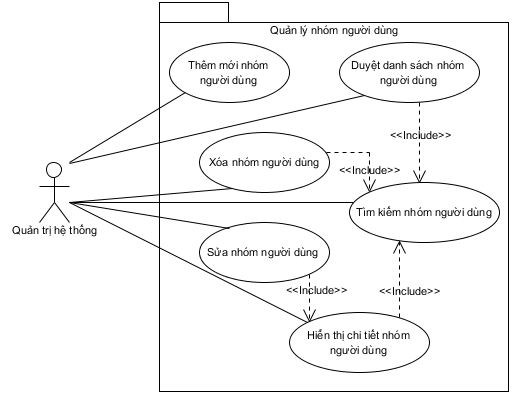 Quản lý nhóm người dùng
Thêm mới nhóm
người dùng
Duyệt danh sách nhóm
người dùng
<<Include>>
Xóa nhóm người dùng
<<Include>>
Quản trị hệ thống
Tìm kiếm nhóm người dùng
Sửa nhóm người dùng
<<Include>>
<<Include>>
Hiển thị chi tiết nhóm
người dùng